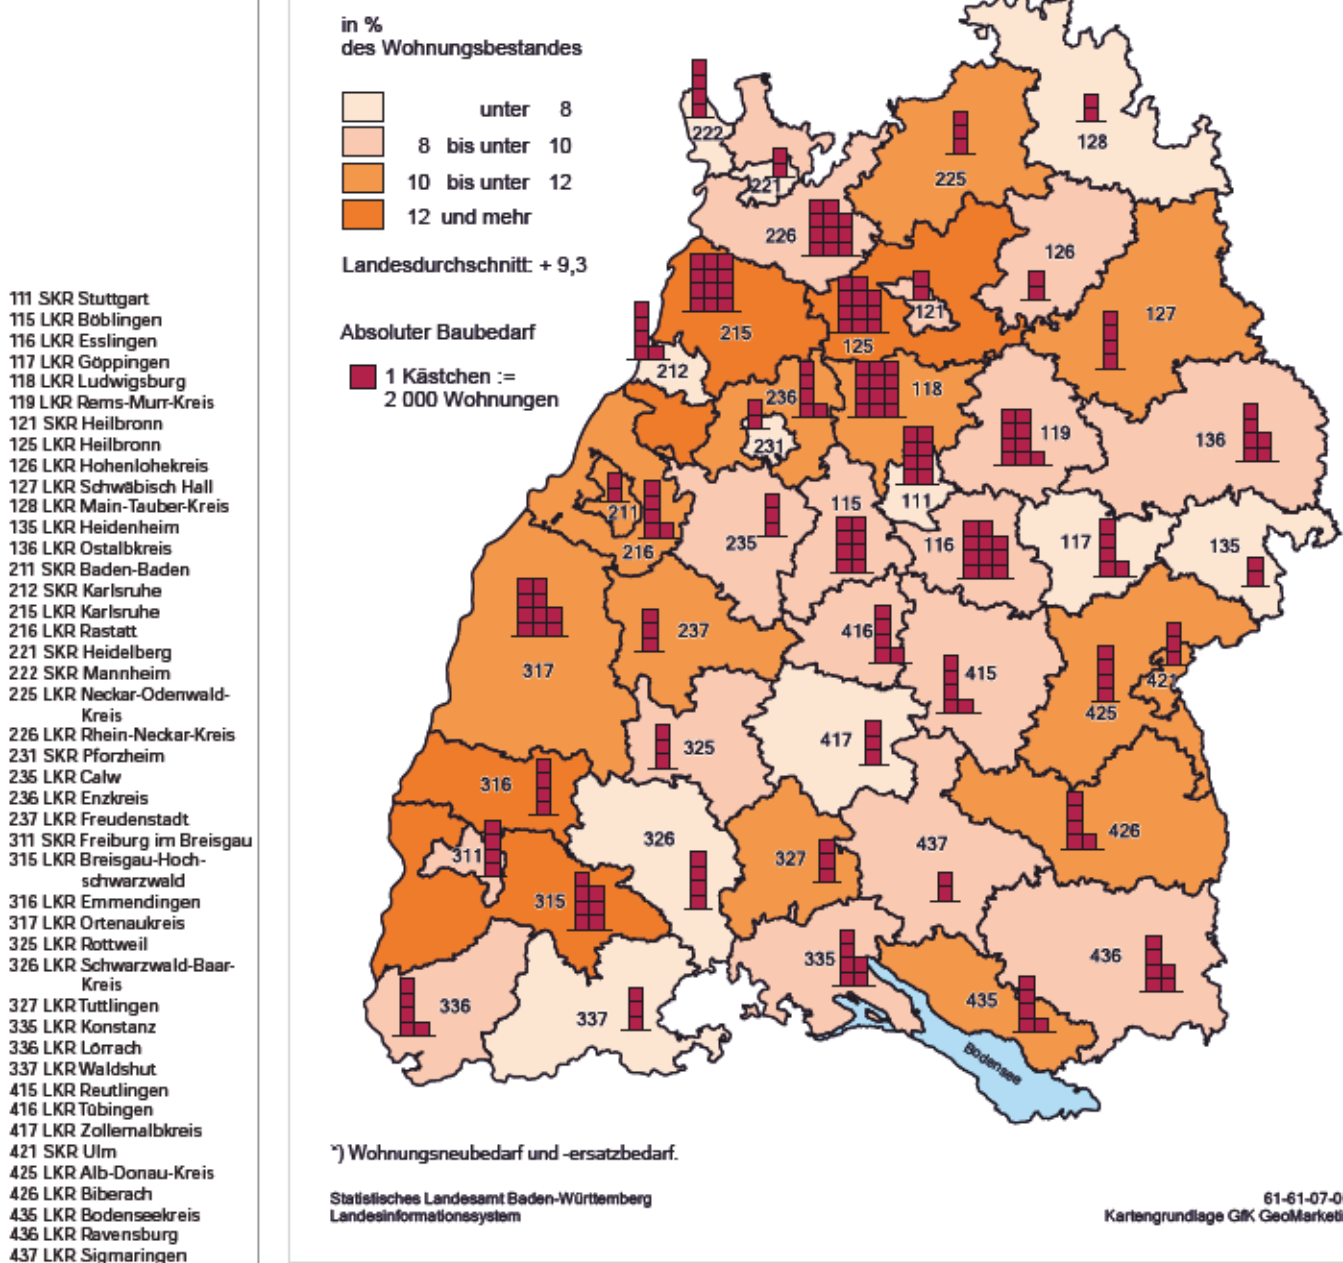 in %
des Wohnungsbestandes
unter 8
8 bis unter 10
10 bis unter 12
12 und mehr
Landesdurchschnitt: + 9,3
Absoluter Baubedarf
1 Kästchen :=
2 000 Wohnungen
111 SKR Stuttgart
115 LKR Böblingen
116 LKR Esslingen
117 LKR Göppingen
118 LKR Ludwigsburg
119 LKR Rems-Murr-Kreis
121 SKR Heilbronn
125 LKR Heilbronn
126 LKR Hohenlohekreis
127 LKR Schwäbisch Hall
128 LKR Main-Tauber-Kreis
135 LKR Heidenheim
136 LKR Ostalbkreis
211 SKR Baden-Baden
212 SKR Karlsruhe
215 LKR Karlsruhe
216 LKR Rastatt
221 SKR Heidelberg
222 SKR Mannheim
225 LKR Neckar-Odenwald-
Kreis
226 LKR Rhein-Neckar-Kreis
231 SKR Pforzheim
235 LKR Calw
236 LKR Enzkreis
237 LKR Freudenstadt
311 SKR Freiburg im Breisgau
315 LKR Breisgau-Hoch-
schwarzwald
316 LKR Emmendingen
317 LKR Ortenaukreis
325 LKR Rottweil
326 LKR Schwarzwald-Baar-
Kreis
327 LKR Tuttlingen
335 LKR Konstanz
336 LKR Lörrach
337 LKR Waldshut
415 LKR Reutlingen
416 LKR Tübingen
417 LKR Zollernalbkreis
421 SKR Ulm
425 LKR Alb-Donau-Kreis
426 LKR Biberach
435 LKR Bodenseekreis
436 LKR Ravensburg
437 LKR Sigmaringen
222
128
221
225
226
126
121
127
215
125
212
236
118
231
119
136
211
115
111
216
235
116
117
135
237
416
317
415
421
425
325
417
316
326
426
311
327
437
315
335
436
336
337
435
Bodensee
*) Wohnungsneubedarf und -ersatzbedarf.
Statistisches Landesamt Baden-Württemberg
Landesinformationssystem
61-61-07-0
Kartengrundlage GfK GeoMarketi